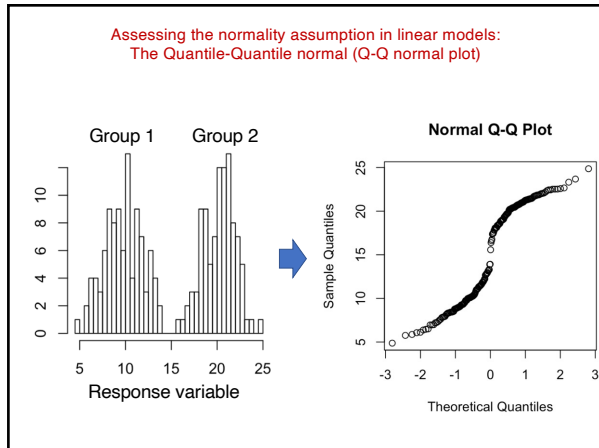 Assessing the normality assumption in linear models:
The Quantile-Quantile normal (Q-Q normal plot)
Group 1 Group 2
0 2 4 6 8 10
5 10 15 20 25
Response variable
Normal Q-Q Plot
Sample Quantiles
5 10 15 20 25
-3 -2 -1 0 1 2 3
Theoretical Quantiles